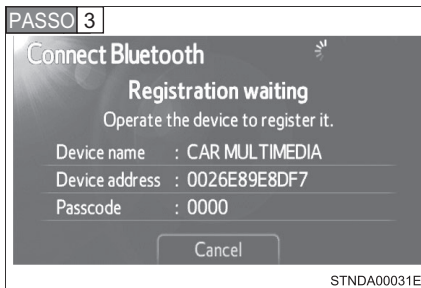 PASSO 3
Connect Bluetooth
Registration waiting
Operate the device to register it.
Device name : CAR MULTIMEDIA
Device address : 0026E89E8DF7
Passcode : 0000
Cancel
STNDA00031E